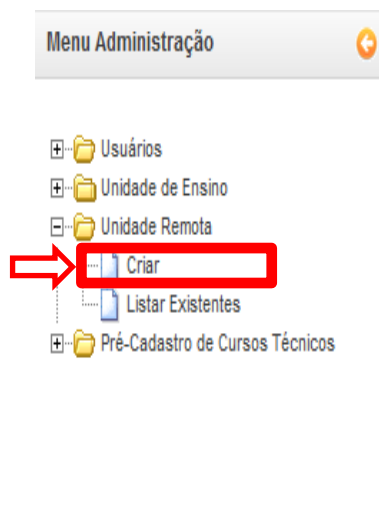 Menu Administração
Usuários
Unidade de Ensino
Unidade Remota
Criar
Listar Existentes
Pré-Cadastro de Cursos Técnicos